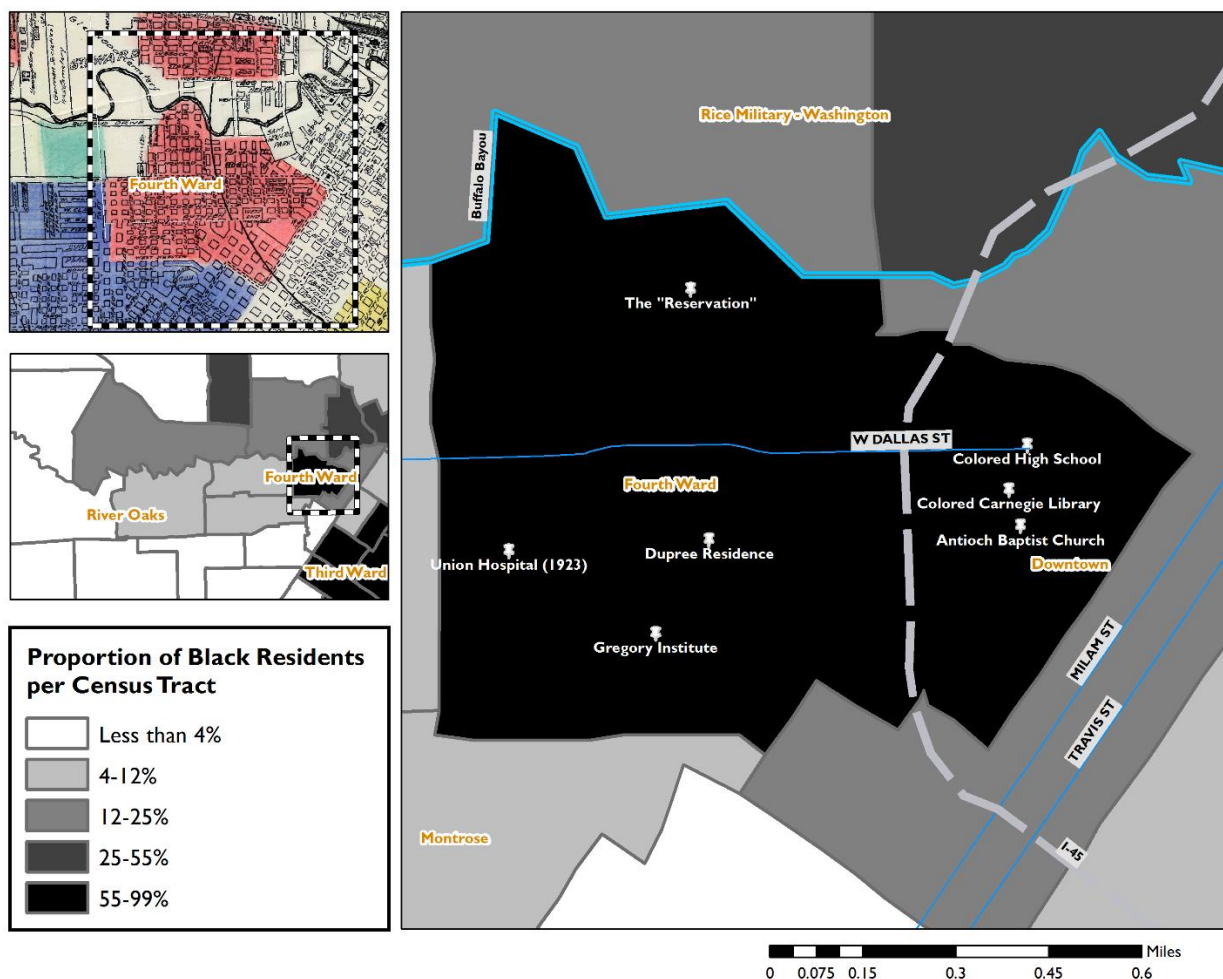 Fourth Ward
SAM
HOUSTON
PARK
Fourth Ward
River Oaks
Third Ward
Proportion of Black Residents
per Census Tract
Less than 4%
4-12%
12-25%
25-55%
55-99%
Rice Military - Washington
Buffalo Bayou
The "Reservation"
W DALLAS ST
Colored High School
Fourth Ward
Colored Carnegie Library
Antioch Baptist Church
Union Hospital (1923)
Dupree Residence
Downtown
Gregory Institute
MILAM ST
TRAVIS ST
Montrose
I-45
Miles
0 0.075 0.15 0.3 0.45 0.6